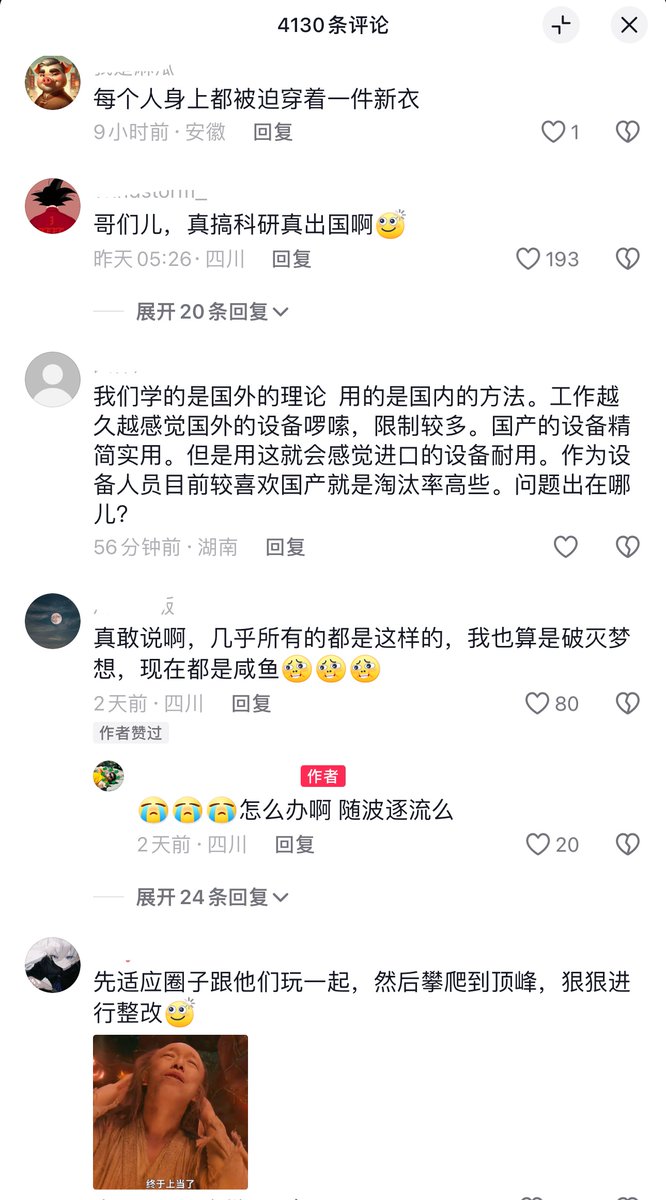 4130条评论
每个人身上都被迫穿着一件新衣
9小时前·安徽 回复 1
哥们儿，真搞科研真出国啊
昨天05:26·四川 回复 193
展开20条回复
我们学的是国外的理论 用的是国内的方法。工作越
久越感觉国外的设备啰嗦，限制较多。国产的设备精
简实用。但是用这就会感觉进口的设备耐用。作为设
备人员目前较喜欢国产就是淘汰率高些。问题出在哪
儿？
56分钟前·湖南 回复
真敢说啊，几乎所有的都是这样的，我也算是破灭梦
想，现在都是咸鱼
2天前·四川 回复 80
作者赞过
作者
怎么办啊 随波逐流么
2天前·四川 回复 20
展开24条回复
先适应圈子跟他们玩一起，然后攀爬到顶峰，狠狠进
行整改
终于上当了